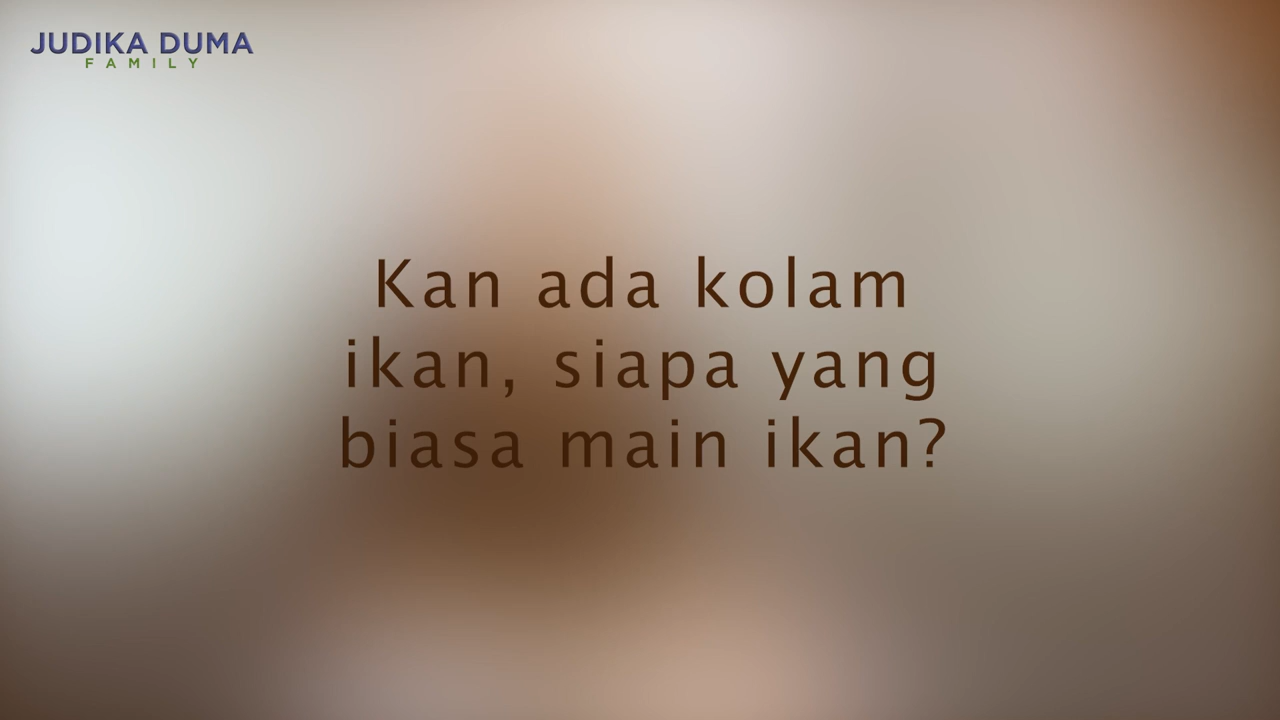 JUDIKA DUMA
FAMILY
Kan ada kolam
ikan, siapa yang
biasa main ikan?